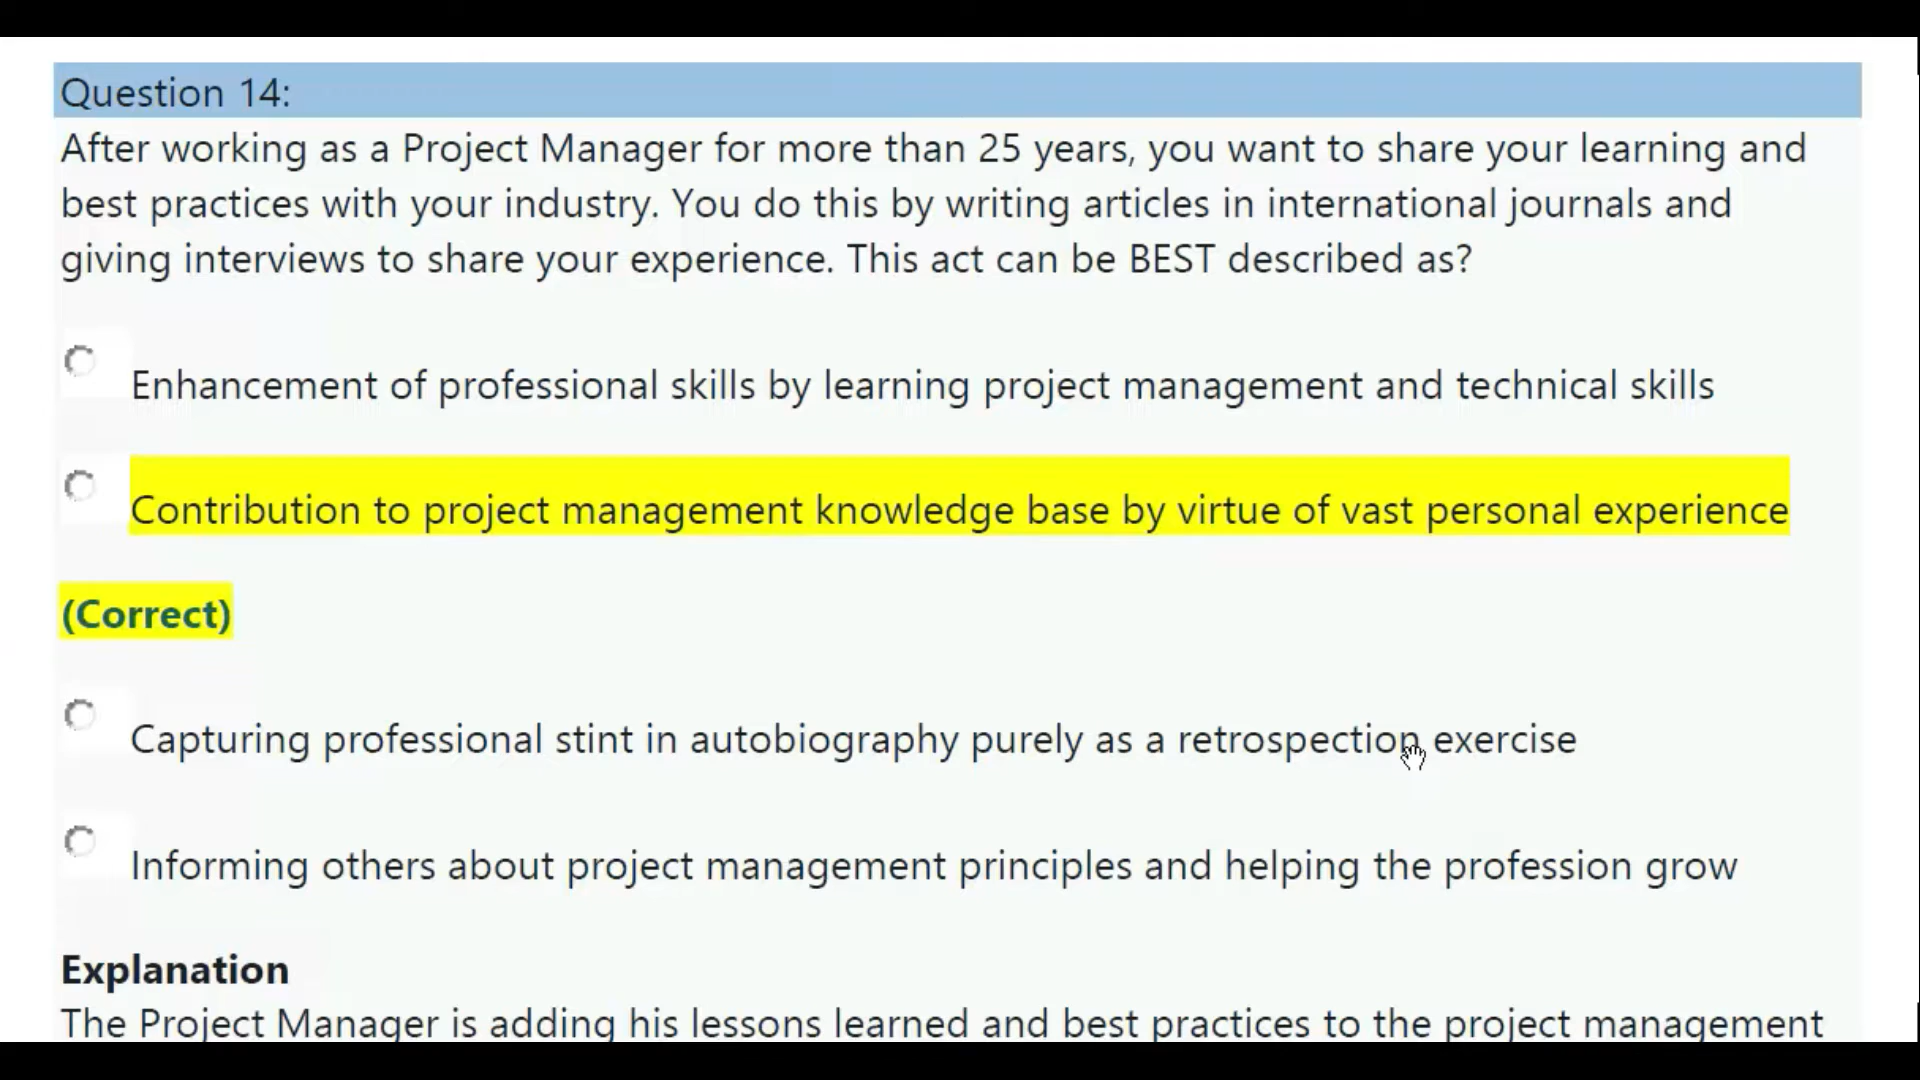 Question 14:
After working as a Project Manager for more than 25 years, you want to share your learning and
best practices with your industry. You do this by writing articles in international journals and
giving interviews to share your experience. This act can be BEST described as?
Enhancement of professional skills by learning project management and technical skills
Contribution to project management knowledge base by virtue of vast personal experience
(Correct)
Capturing professional stint in autobiography purely as a retrospection exercise
Informing others about project management principles and helping the profession grow
Explanation
The Project Manager is adding his lessons learned and best practices to the project management